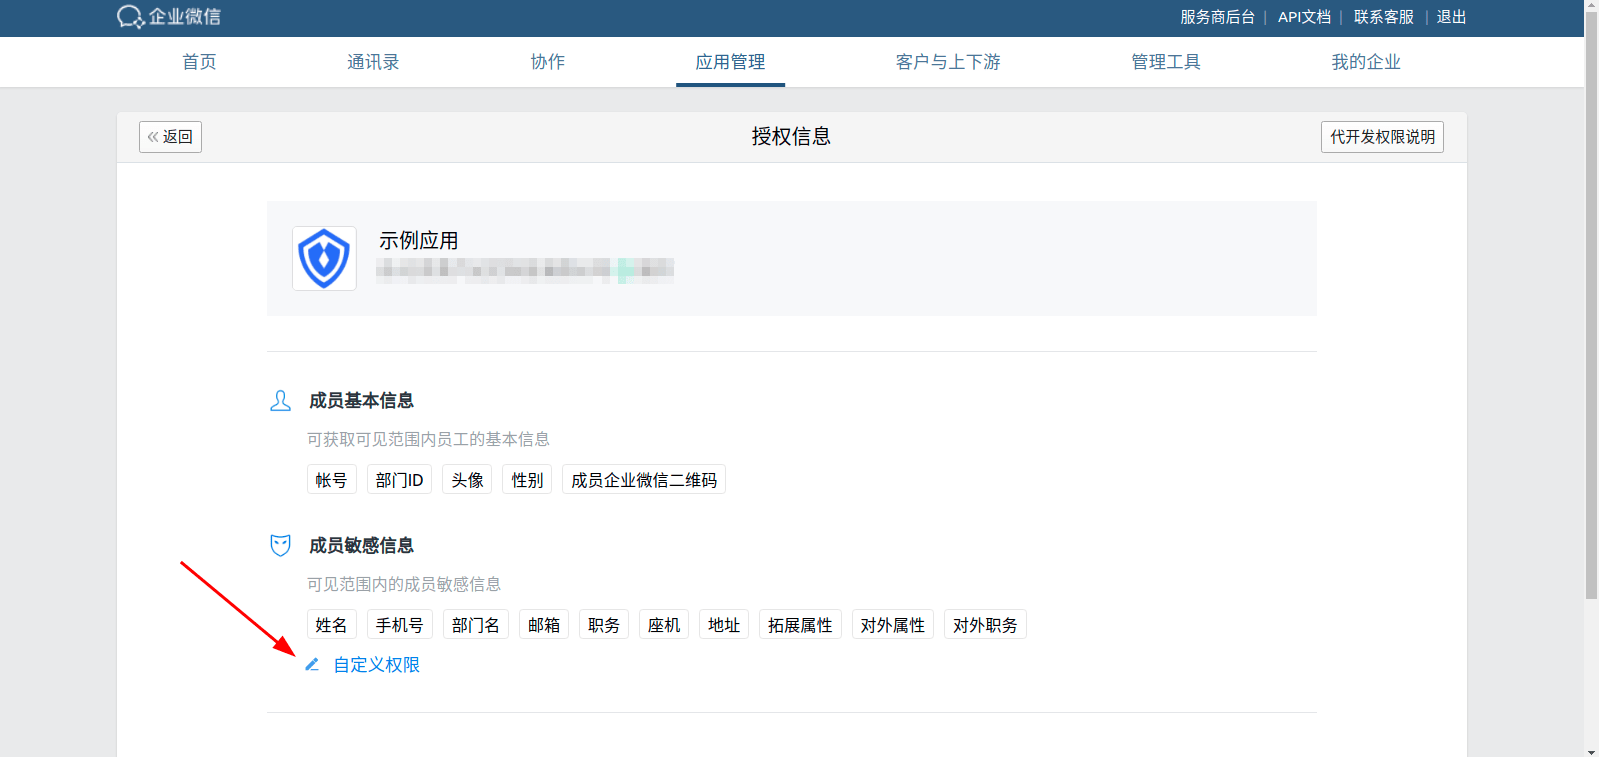 企业微信
服务商后台 | API文档 | 联系客服 | 退出
首页 通讯录 协作 应用管理 客户与上下游 管理工具 我的企业
返回 授权信息 代开发权限说明
示例应用
成员基本信息
可获取可见范围内员工的基本信息
帐号 部门ID 头像 性别 成员企业微信二维码
成员敏感信息
可见范围内的成员敏感信息
姓名 手机号 部门名 邮箱 职务 座机 地址 拓展属性 对外属性 对外职务
自定义权限